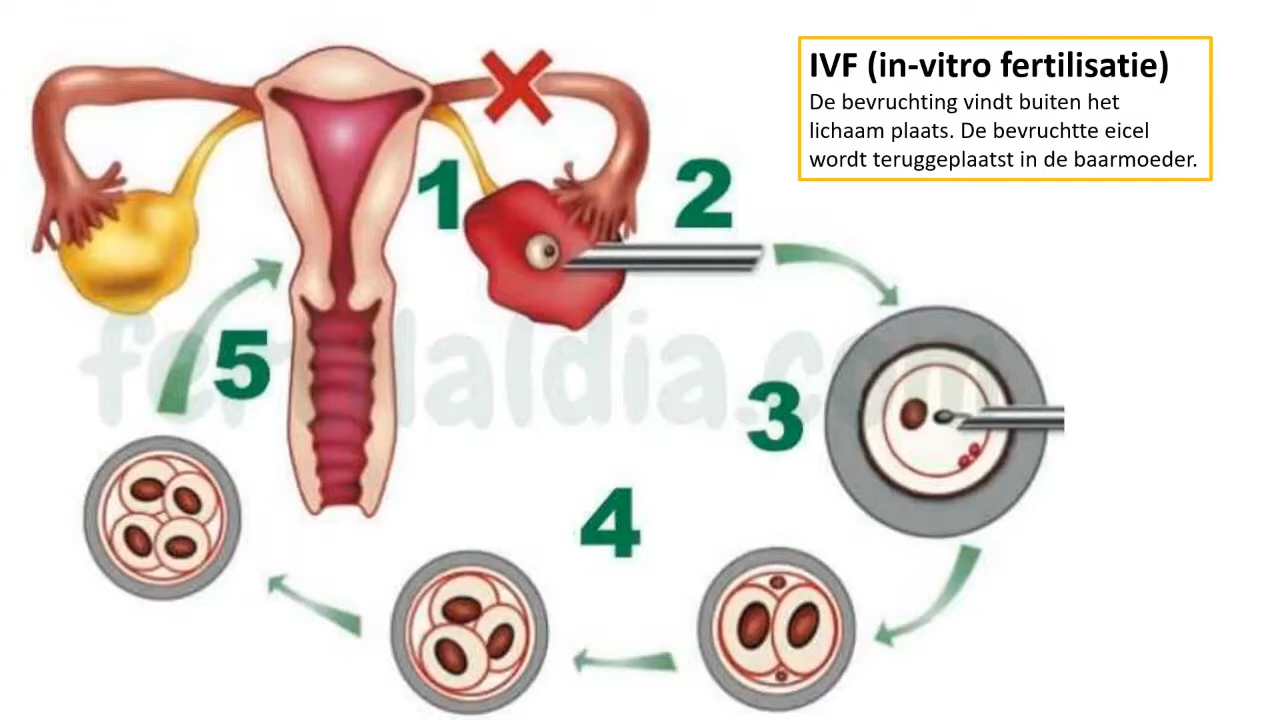 IVF (in-vitro fertilisatie)
De bevruchting vindt buiten het
lichaam plaats. De bevruchtte eicel
wordt teruggeplaatst in de baarmoeder.
1
2
3
4
5